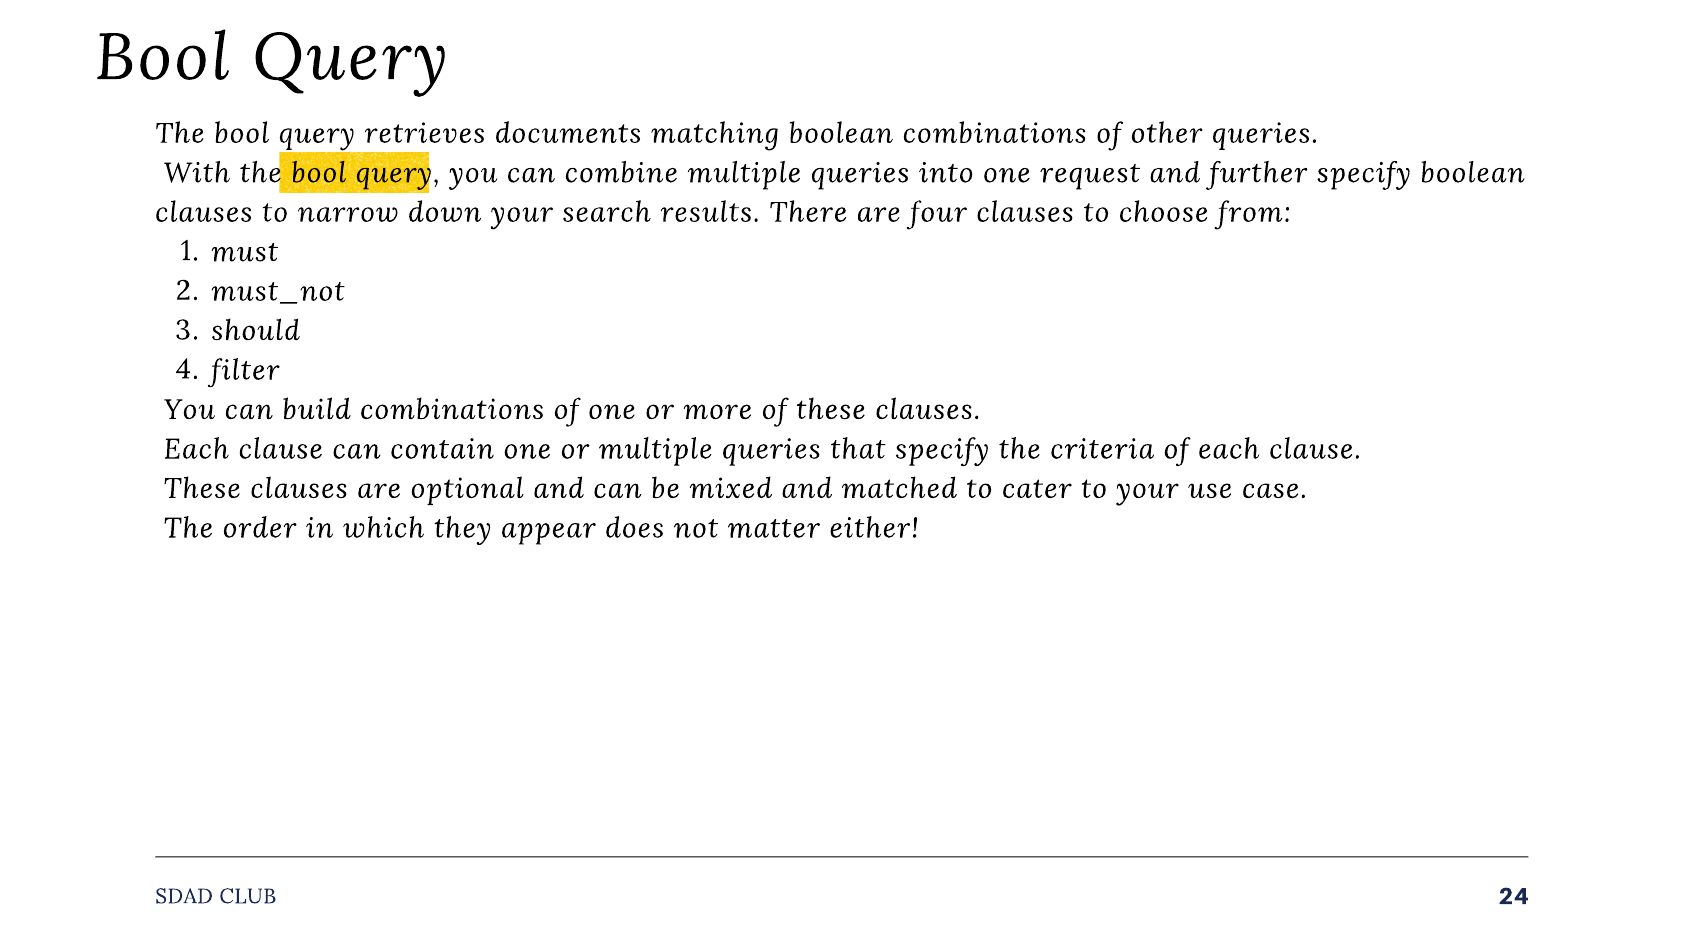 Bool Query
The bool query retrieves documents matching boolean combinations of other queries.
With the bool query, you can combine multiple queries into one request and further specify boolean
clauses to narrow down your search results. There are four clauses to choose from:
1. must
2. must_not
3. should
4. filter
You can build combinations of one or more of these clauses.
Each clause can contain one or multiple queries that specify the criteria of each clause.
These clauses are optional and can be mixed and matched to cater to your use case.
The order in which they appear does not matter either!
SDAD CLUB
24